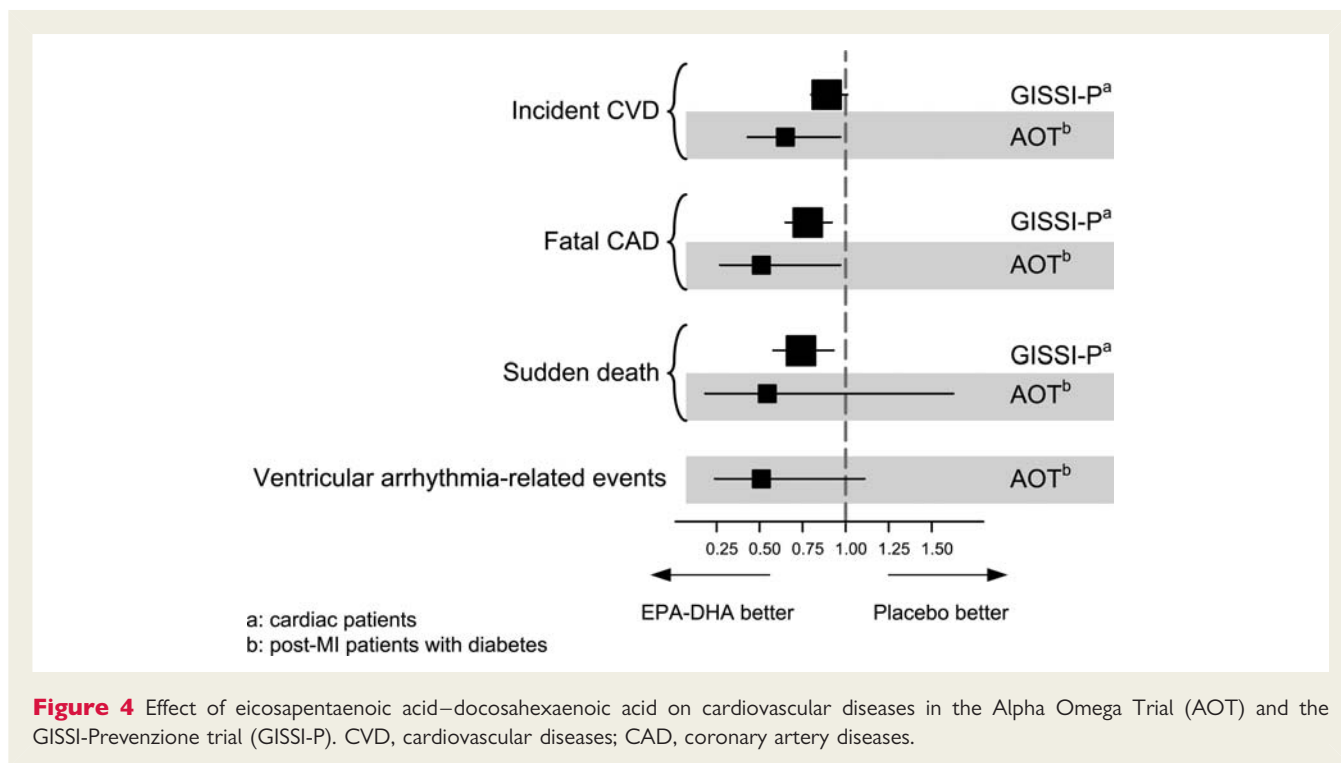 Incident CVD
GISSI-Pᵃ
AOTᵇ
Fatal CAD
GISSI-Pᵃ
AOTᵇ
Sudden death
GISSI-Pᵃ
AOTᵇ
Ventricular arrhythmia-related events
AOTᵇ
0.25 0.50 0.75 1.00 1.25 1.50
EPA-DHA better
Placebo better
a: cardiac patients
b: post-MI patients with diabetes
Figure 4 Effect of eicosapentaenoic acid–docosahexaenoic acid on cardiovascular diseases in the Alpha Omega Trial (AOT) and the
GISSI-Prevenzione trial (GISSI-P). CVD, cardiovascular diseases; CAD, coronary artery diseases.